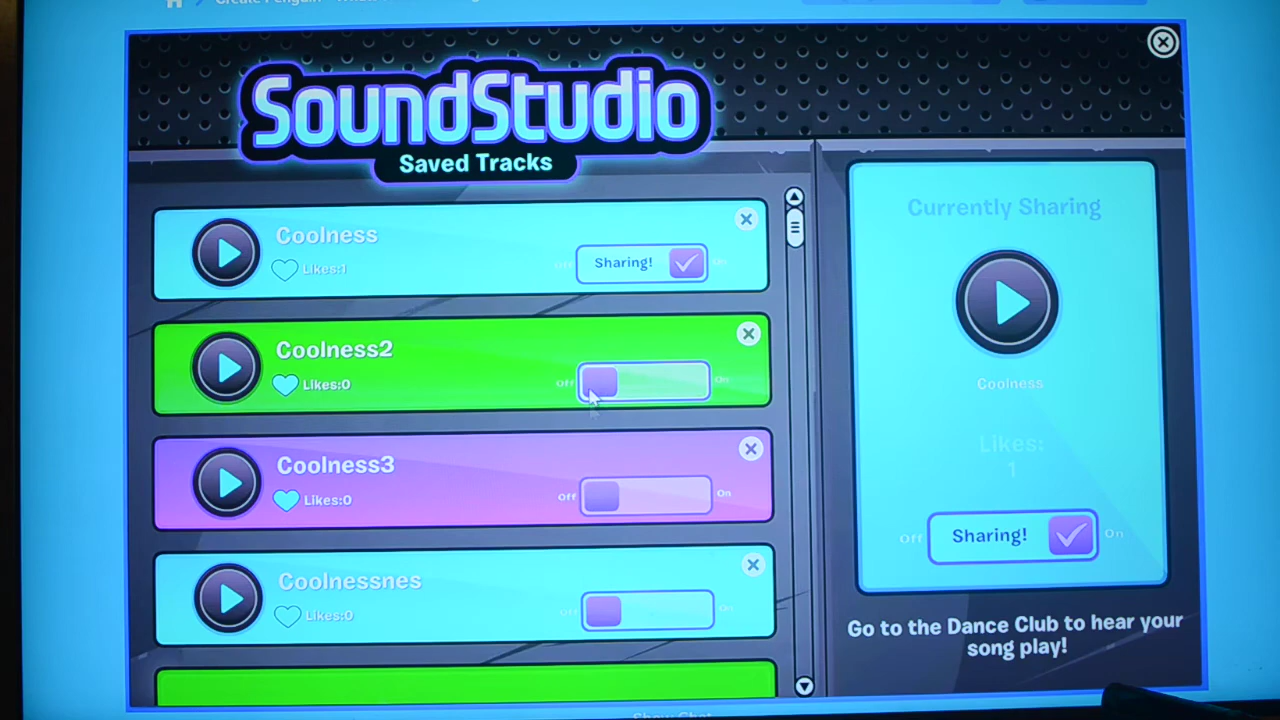 SoundStudio
Saved Tracks
Coolness
Likes:1
Off
Sharing!
On
Coolness2
Likes:0
Off
On
Coolness3
Likes:0
Off
On
Coolnessnes
Likes:0
Off
On
Currently Sharing
Coolness
Likes:
1
Off
Sharing!
On
Go to the Dance Club to hear your
song play!
Show Chat